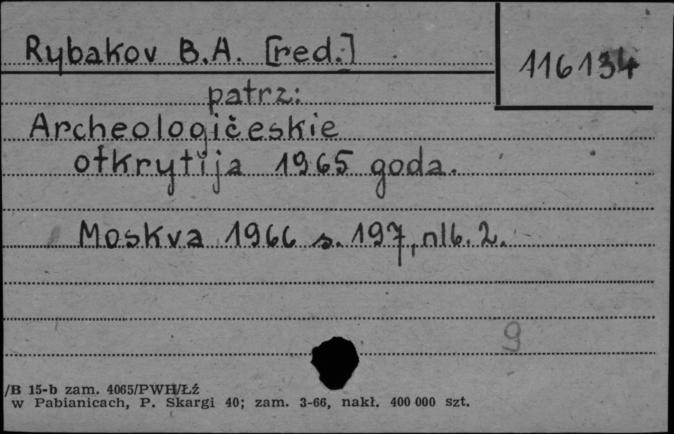 Rybakov B.A. [red.]
116134
patrz:
Archeologičeskie
otkrytija 1965 goda.
Moskva 1966 s. 197, nlb. 2.
9
/B 15-b zam. 4065/PWH/Łź
w Pabianicach, P. Skargi 40; zam. 3-66, nakł. 400 000 szt.